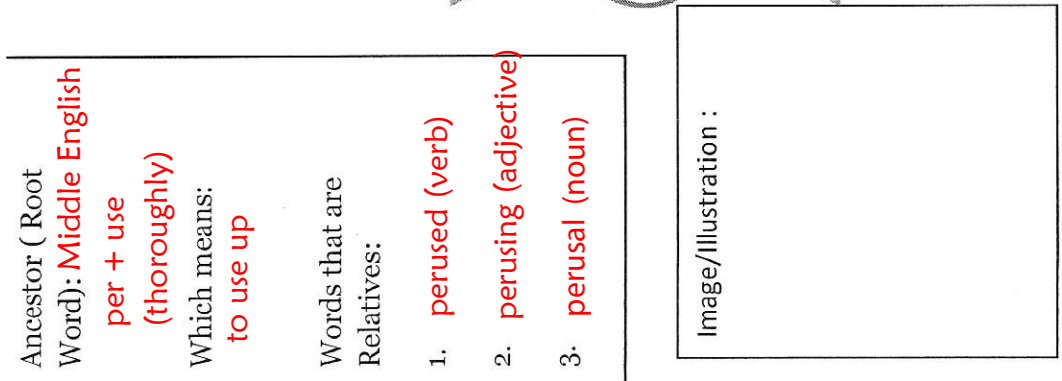 Ancestor ( Root
Word): Middle English
per + use
(thoroughly)
Which means:
to use up
Words that are
Relatives:
1. perused (verb)
2. perusing (adjective)
3. perusal (noun)
Image/Illustration :